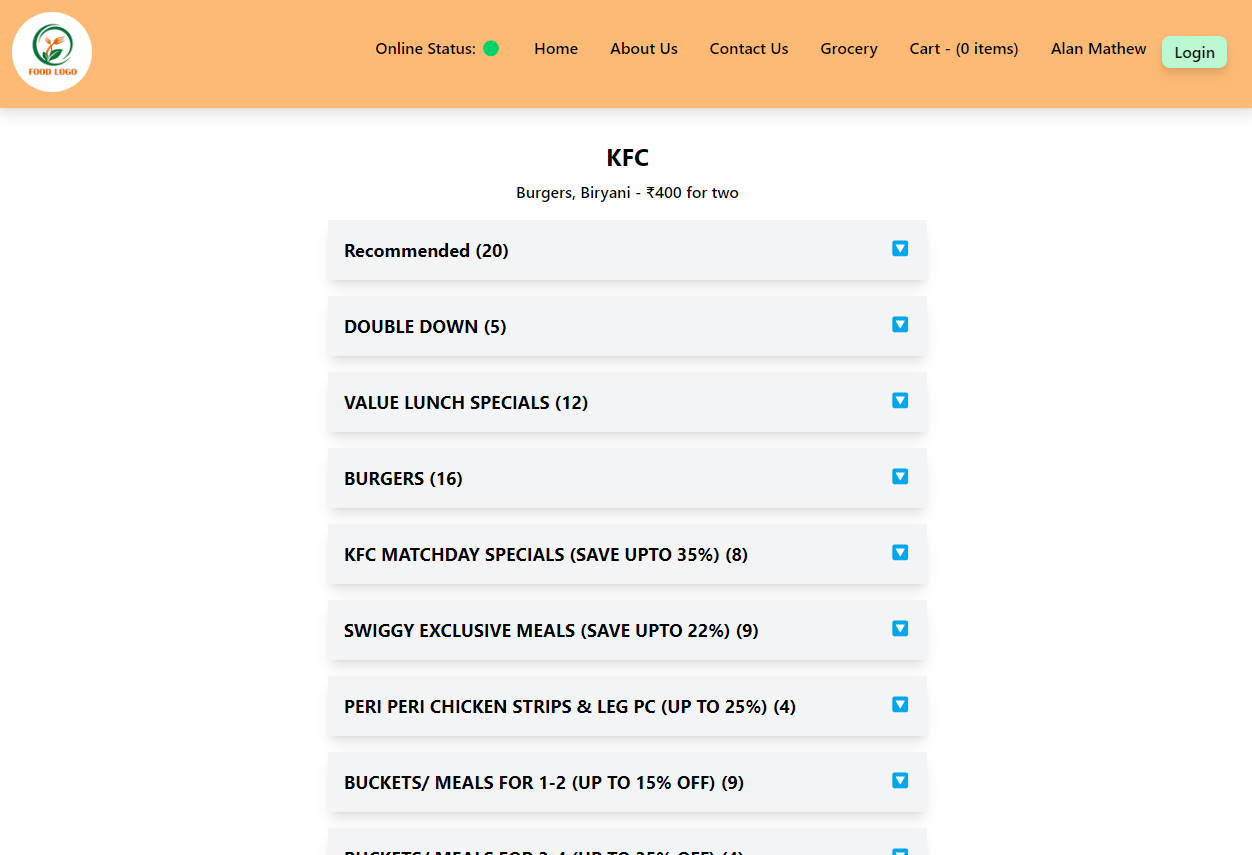 FOOD LOGO
Online Status:
Home
About Us
Contact Us
Grocery
Cart - (0 items)
Alan Mathew
Login
KFC
Burgers, Biryani - ₹400 for two
Recommended (20)
DOUBLE DOWN (5)
VALUE LUNCH SPECIALS (12)
BURGERS (16)
KFC MATCHDAY SPECIALS (SAVE UPTO 35%) (8)
SWIGGY EXCLUSIVE MEALS (SAVE UPTO 22%) (9)
PERI PERI CHICKEN STRIPS & LEG PC (UP TO 25%) (4)
BUCKETS/ MEALS FOR 1-2 (UP TO 15% OFF) (9)